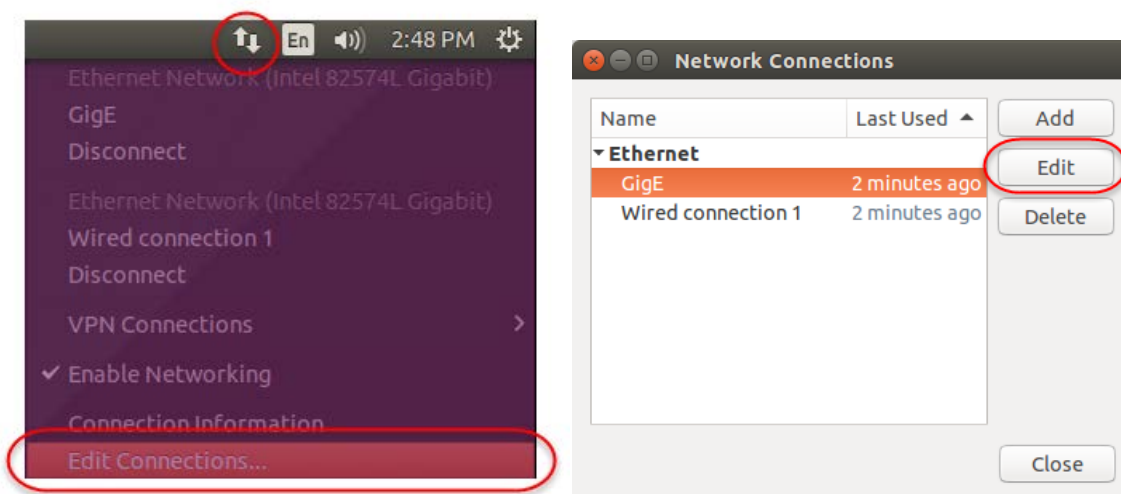 En 2:48 PM
Ethernet Network (Intel 82574L Gigabit)
GigE
Disconnect
Ethernet Network (Intel 82574L Gigabit)
Wired connection 1
Disconnect
VPN Connections
Enable Networking
Connection Information
Edit Connections...
Network Connections
Name Last Used Add
Ethernet Edit
GigE 2 minutes ago
Wired connection 1 2 minutes ago Delete
Close